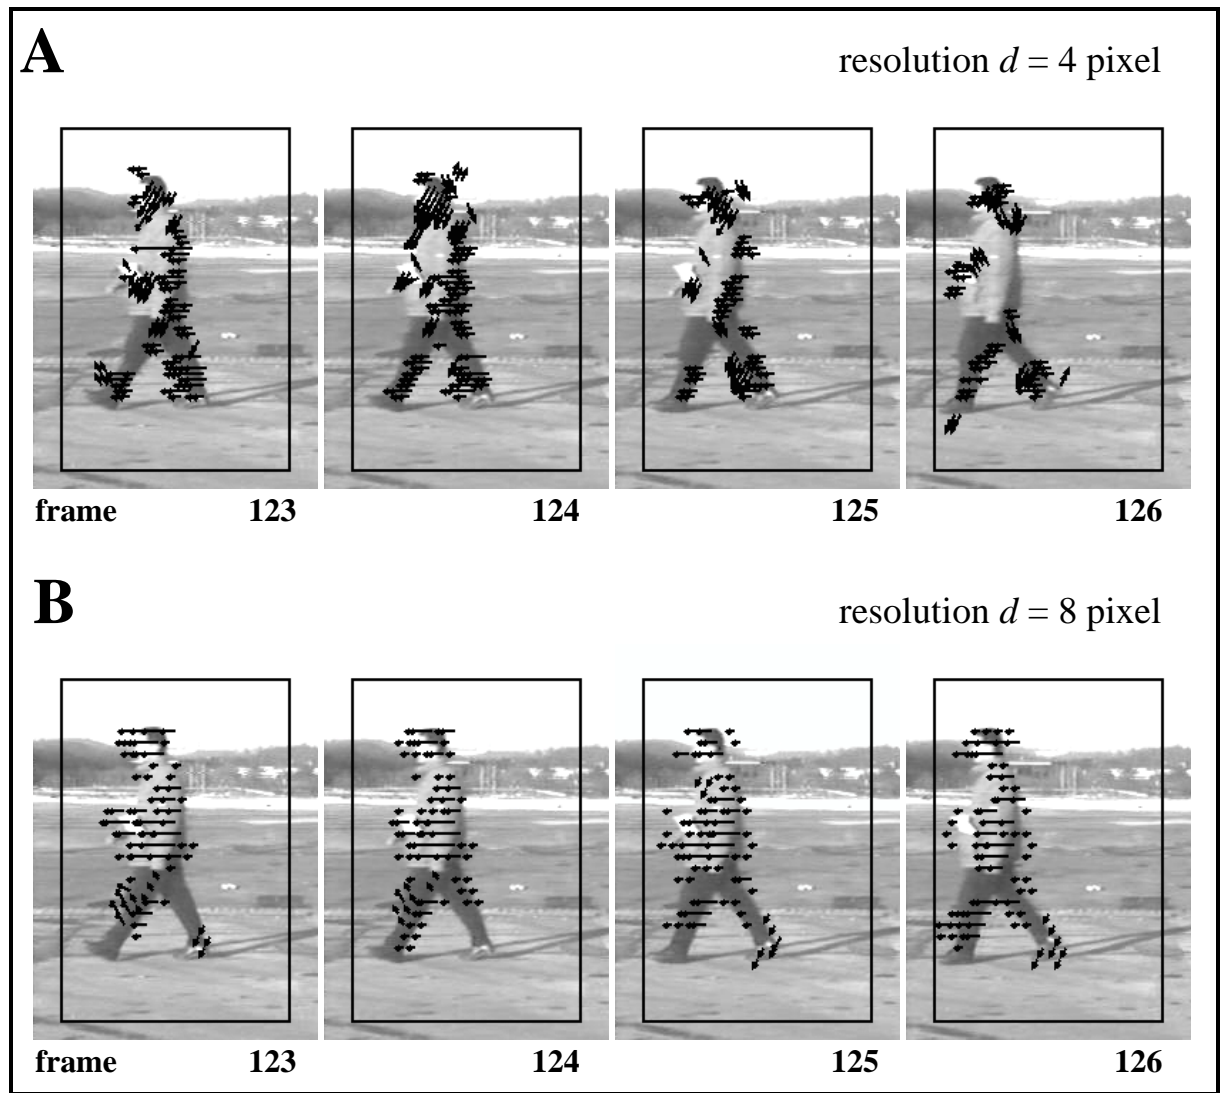 A
resolution d = 4 pixel
frame 123 124 125 126
B
resolution d = 8 pixel
frame 123 124 125 126